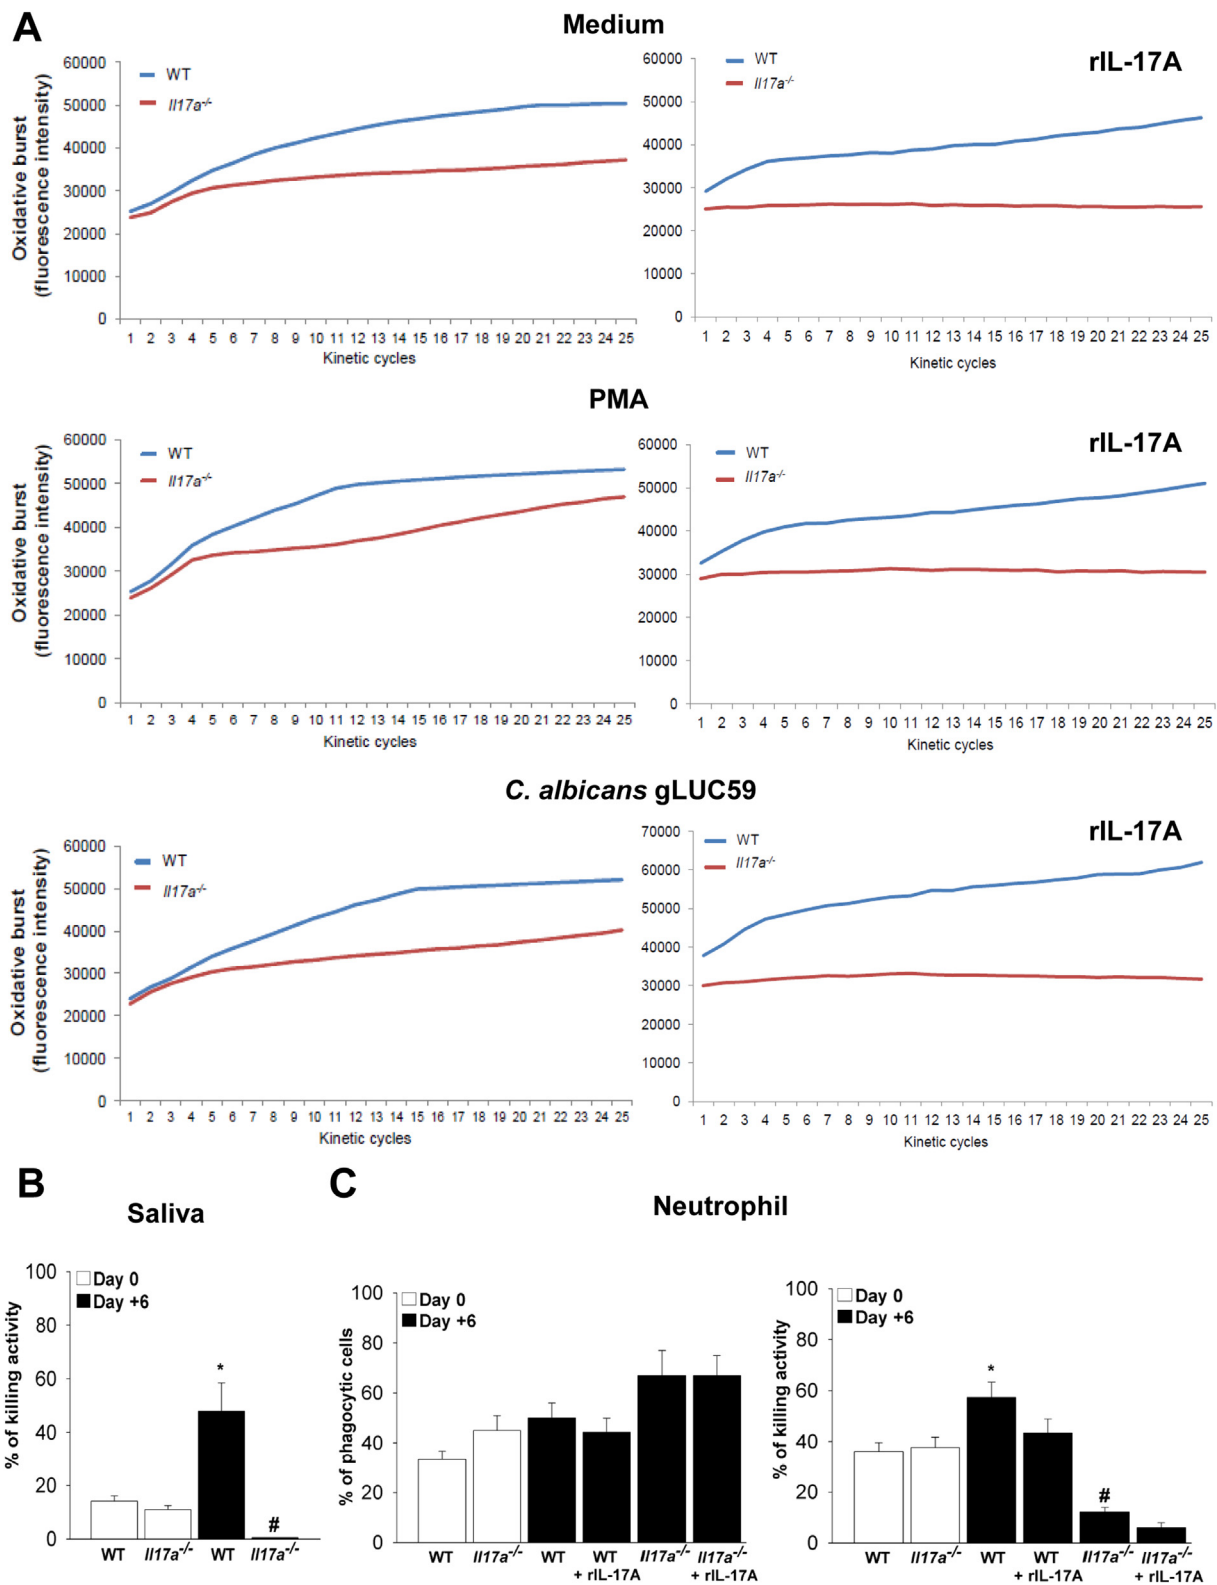 A
Medium
rIL-17A
Oxidative burst
(fluorescence intensity)
60000
50000
40000
30000
20000
10000
0
WT
Il17a-/-
1 2 3 4 5 6 7 8 9 10 11 12 13 14 15 16 17 18 19 20 21 22 23 24 25
Kinetic cycles
60000
50000
40000
30000
20000
10000
0
WT
Il17a-/-
1 2 3 4 5 6 7 8 9 10 11 12 13 14 15 16 17 18 19 20 21 22 23 24 25
Kinetic cycles
PMA
rIL-17A
Oxidative burst
(fluorescence intensity)
60000
50000
40000
30000
20000
10000
0
WT
Il17a-/-
1 2 3 4 5 6 7 8 9 10 11 12 13 14 15 16 17 18 19 20 21 22 23 24 25
Kinetic cycles
60000
50000
40000
30000
20000
10000
0
WT
Il17a-/-
1 2 3 4 5 6 7 8 9 10 11 12 13 14 15 16 17 18 19 20 21 22 23 24 25
Kinetic cycles
C. albicans gLUC59
rIL-17A
Oxidative burst
(fluorescence intensity)
60000
50000
40000
30000
20000
10000
0
WT
Il17a-/-
1 2 3 4 5 6 7 8 9 10 11 12 13 14 15 16 17 18 19 20 21 22 23 24 25
Kinetic cycles
70000
60000
50000
40000
30000
20000
10000
0
WT
Il17a-/-
1 2 3 4 5 6 7 8 9 10 11 12 13 14 15 16 17 18 19 20 21 22 23 24 25
Kinetic cycles
B
Saliva
% of killing activity
100
80
60
40
20
0
Day 0
Day +6
*
#
WT Il17a-/- WT Il17a-/-
C
Neutrophil
% of phagocytic cells
100
80
60
40
20
0
Day 0
Day +6
WT Il17a-/- WT WT Il17a-/- Il17a-/-
+ rIL-17A + rIL-17A
% of killing activity
100
80
60
40
20
0
Day 0
Day +6
*
#
WT Il17a-/- WT WT Il17a-/- Il17a-/-
+ rIL-17A + rIL-17A